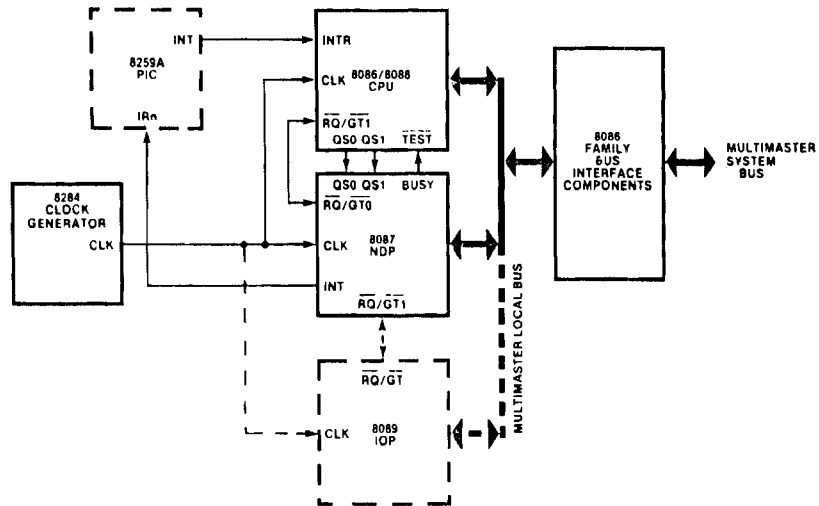 8259A
PIC
INT
IRn
INTR
8086/8088
CPU
CLK
RQ/GT1
QS0 QS1 TEST
QS0 QS1 BUSY
RQ/GT0
8087
NDP
CLK
INT
RQ/GT1
8284
CLOCK
GENERATOR
CLK
RQ/GT
8089
IOP
CLK
MULTIMASTER LOCAL BUS
8086
FAMILY
BUS
INTERFACE
COMPONENTS
MULTIMASTER
SYSTEM
BUS